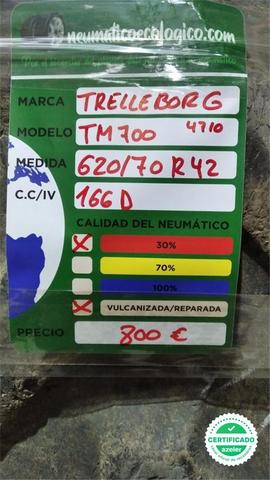 neumaticoecologico.com
MARCA TRELLEBORG
MODELO TM700 4710
MEDIDA 620/70 R42
C.C/IV 166 D
CALIDAD DEL NEUMÁTICO
X 30%
70%
100%
X VULCANIZADA/REPARADA
PRECIO 800 €
CERTIFICADO
azeler